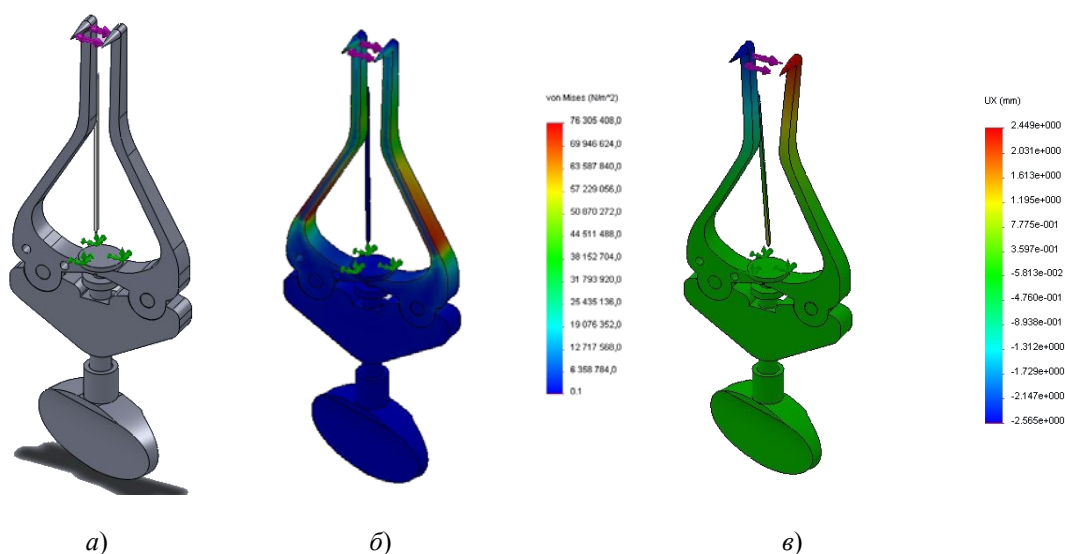 von Mises (N/m^2)
76 305 408,0
69 946 624,0
63 587 840,0
57 229 056,0
50 870 272,0
44 511 488,0
38 152 704,0
31 793 920,0
25 435 136,0
19 076 352,0
12 717 568,0
6 358 784,0
0.1
UX (mm)
2.449e+000
2.031e+000
1.613e+000
1.195e+000
7.775e-001
3.597e-001
-5.813e-002
-4.760e-001
-8.938e-001
-1.312e+000
-1.729e+000
-2.147e+000
-2.565e+000
а)
б)
в)